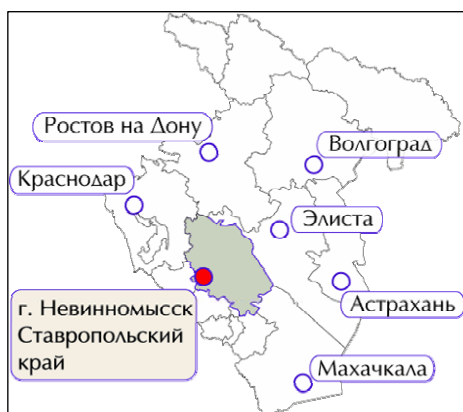 Ростов на Дону
Волгоград
Краснодар
Элиста
г. Невинномысск
Ставропольский
край
Астрахань
Махачкала